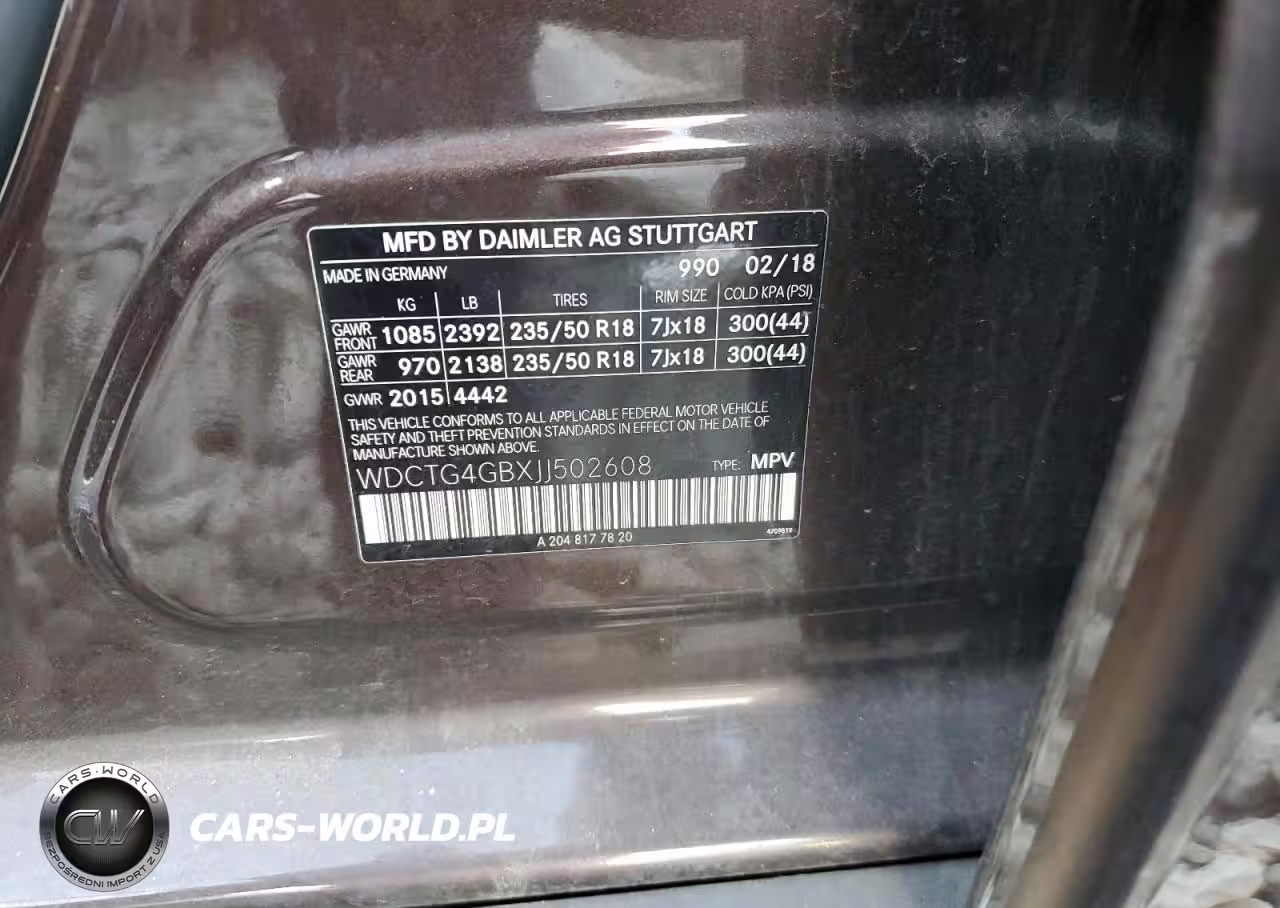 MFD BY DAIMLER AG STUTTGART
MADE IN GERMANY 990 02/18
KG LB TIRES RIM SIZE COLD KPA (PSI)
GAWR FRONT 1085 2392 235/50 R18 7Jx18 300(44)
GAWR REAR 970 2138 235/50 R18 7Jx18 300(44)
GVWR 2015 4442
THIS VEHICLE CONFORMS TO ALL APPLICABLE FEDERAL MOTOR VEHICLE
SAFETY AND THEFT PREVENTION STANDARDS IN EFFECT ON THE DATE OF
MANUFACTURE SHOWN ABOVE.
WDCTG4GBXJJ502608 TYPE: MPV
A 204 817 78 20 4709819
CARS-WORLD
CW
BEZPOŚREDNI IMPORT Z USA
CARS-WORLD.PL